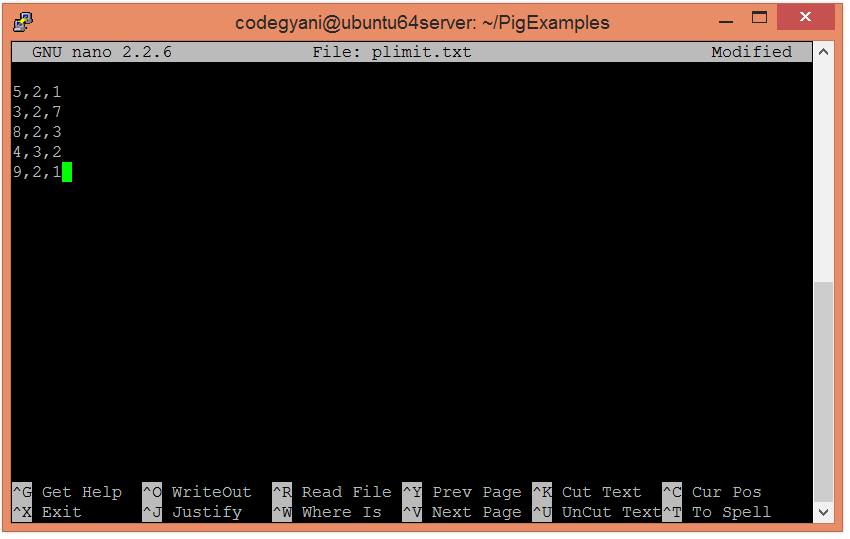 codegyani@ubuntu64server: ~/PigExamples
GNU nano 2.2.6 File: plimit.txt Modified
5,2,1
3,2,7
8,2,3
4,3,2
9,2,1
^G Get Help ^O WriteOut ^R Read File ^Y Prev Page ^K Cut Text ^C Cur Pos
^X Exit ^J Justify ^W Where Is ^V Next Page ^U UnCut Text ^T To Spell